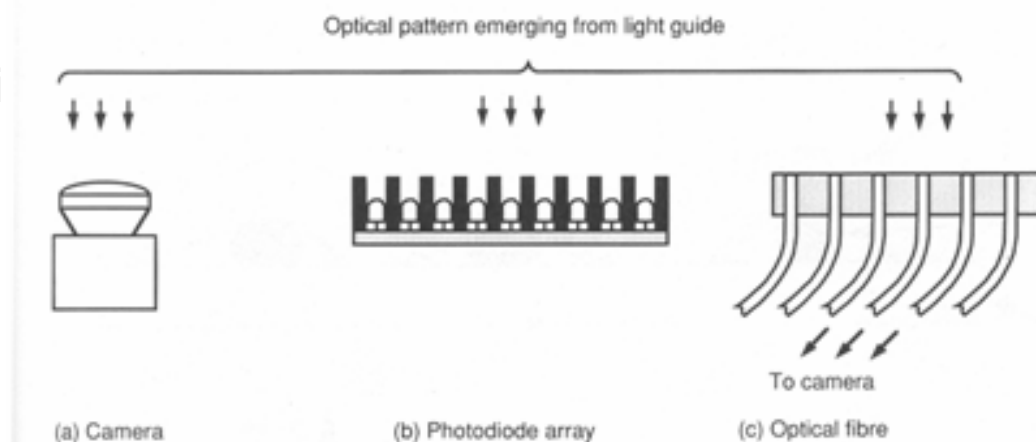 Optical pattern emerging from light guide
To camera
(a) Camera
(b) Photodiode array
(c) Optical fibre